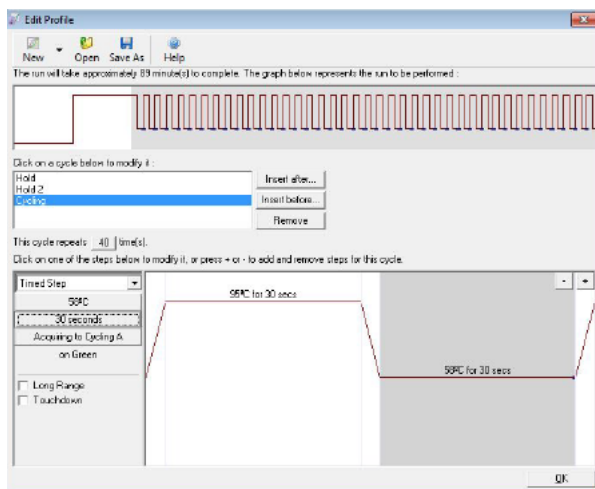 Edit Profile
New Open Save As Help
The run will take approximately 89 minute(s) to complete. The graph below represents the run to be performed :
Click on a cycle below to modify it :
Hold
Hold 2
Cycling
Insert after...
Insert before...
Remove
This cycle repeats 40 time(s).
Click on one of the steps below to modify it, or press + or - to add and remove steps for this cycle.
Timed Step
- +
58ºC
30 seconds
Acquiring to Cycling A
on Green
Long Range
Touchdown
95ºC for 30 secs
58ºC for 30 secs
OK